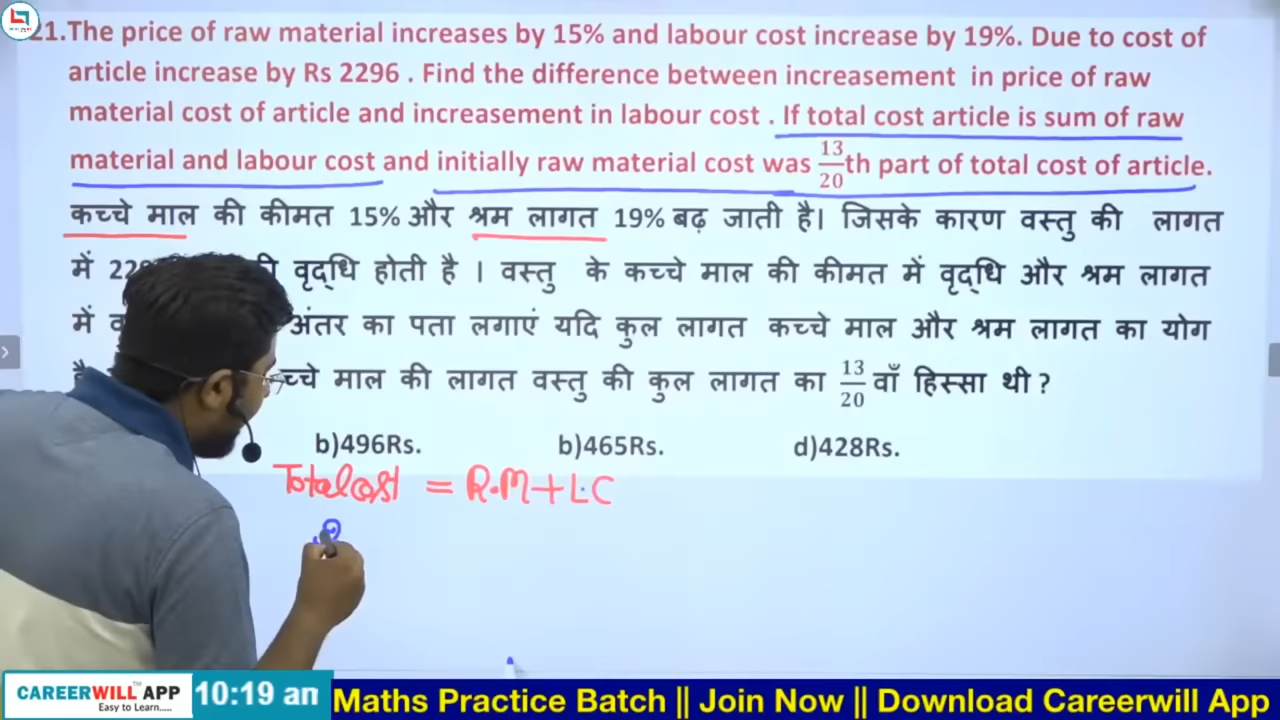 21.The price of raw material increases by 15% and labour cost increase by 19%. Due to cost of
article increase by Rs 2296 . Find the difference between increasement in price of raw
material cost of article and increasement in labour cost . If total cost article is sum of raw
material and labour cost and initially raw material cost was 13/20th part of total cost of article.
कच्चे माल की कीमत 15% और श्रम लागत 19% बढ़ जाती है। जिसके कारण वस्तु की लागत
में वृद्धि होती है । वस्तु के कच्चे माल की कीमत में वृद्धि और श्रम लागत
में अंतर का पता लगाएं यदि कुल लागत कच्चे माल और श्रम लागत का योग
माल की लागत वस्तु की कुल लागत का 13/20 वाँ हिस्सा थी ?
b)496Rs. b)465Rs. d)428Rs.
Total cost = R.M+L.C
CAREERWILL APP
Easy to Learn.....
10:19 am
Maths Practice Batch || Join Now || Download Careerwill App